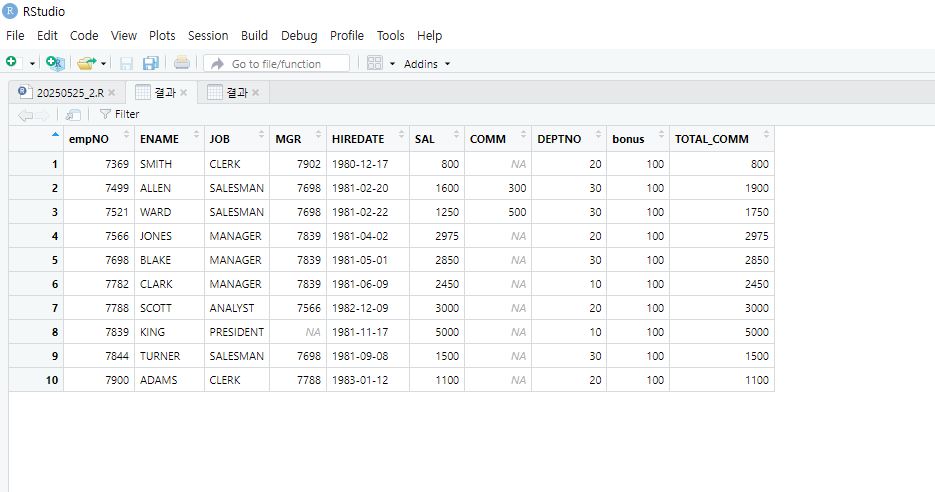 RStudio
File Edit Code View Plots Session Build Debug Profile Tools Help
Go to file/function Addins
20250525_2.R 결과 결과
Filter
empNO ENAME JOB MGR HIREDATE SAL COMM DEPTNO bonus TOTAL_COMM
1 7369 SMITH CLERK 7902 1980-12-17 800 NA 20 100 800
2 7499 ALLEN SALESMAN 7698 1981-02-20 1600 300 30 100 1900
3 7521 WARD SALESMAN 7698 1981-02-22 1250 500 30 100 1750
4 7566 JONES MANAGER 7839 1981-04-02 2975 NA 20 100 2975
5 7698 BLAKE MANAGER 7839 1981-05-01 2850 NA 30 100 2850
6 7782 CLARK MANAGER 7839 1981-06-09 2450 NA 10 100 2450
7 7788 SCOTT ANALYST 7566 1982-12-09 3000 NA 20 100 3000
8 7839 KING PRESIDENT NA 1981-11-17 5000 NA 10 100 5000
9 7844 TURNER SALESMAN 7698 1981-09-08 1500 NA 30 100 1500
10 7900 ADAMS CLERK 7788 1983-01-12 1100 NA 20 100 1100